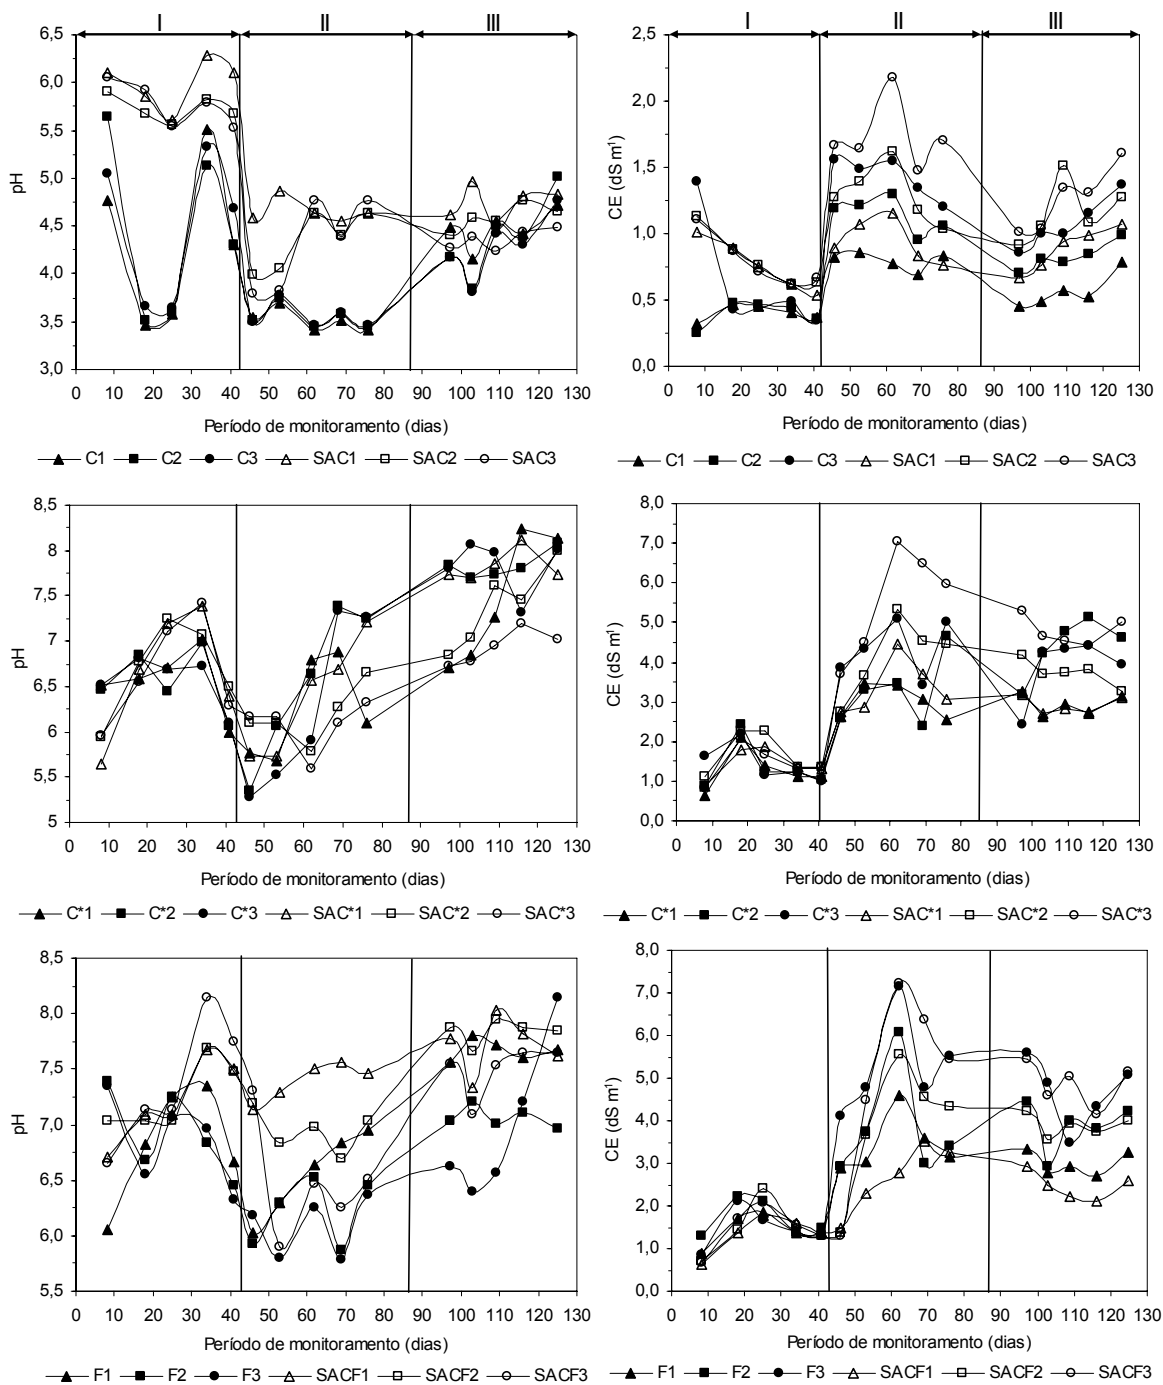 I II III I II III
6,5
6,0
5,5
5,0
4,5
4,0
3,5
3,0
pH
0 10 20 30 40 50 60 70 80 90 100 110 120 130
Período de monitoramento (dias)
C1 C2 C3 SAC1 SAC2 SAC3
2,5
2,0
1,5
1,0
0,5
0,0
CE (dS m¹)
0 10 20 30 40 50 60 70 80 90 100 110 120 130
Período de monitoramento (dias)
C1 C2 C3 SAC1 SAC2 SAC3
8,5
8
7,5
7
6,5
6
5,5
5
pH
0 10 20 30 40 50 60 70 80 90 100 110 120 130
Período de monitoramento (dias)
C*1 C*2 C*3 SAC*1 SAC*2 SAC*3
8,0
7,0
6,0
5,0
4,0
3,0
2,0
1,0
0,0
CE (dS m¹)
0 10 20 30 40 50 60 70 80 90 100 110 120 130
Período de monitoramento (dias)
C*1 C*2 C*3 SAC*1 SAC*2 SAC*3
8,5
8,0
7,5
7,0
6,5
6,0
5,5
pH
0 10 20 30 40 50 60 70 80 90 100 110 120 130
Período de monitoramento (dias)
F1 F2 F3 SACF1 SACF2 SACF3
8,0
7,0
6,0
5,0
4,0
3,0
2,0
1,0
0,0
CE (dS m¹)
0 10 20 30 40 50 60 70 80 90 100 110 120 130
Período de monitoramento (dias)
F1 F2 F3 SACF1 SACF2 SACF3